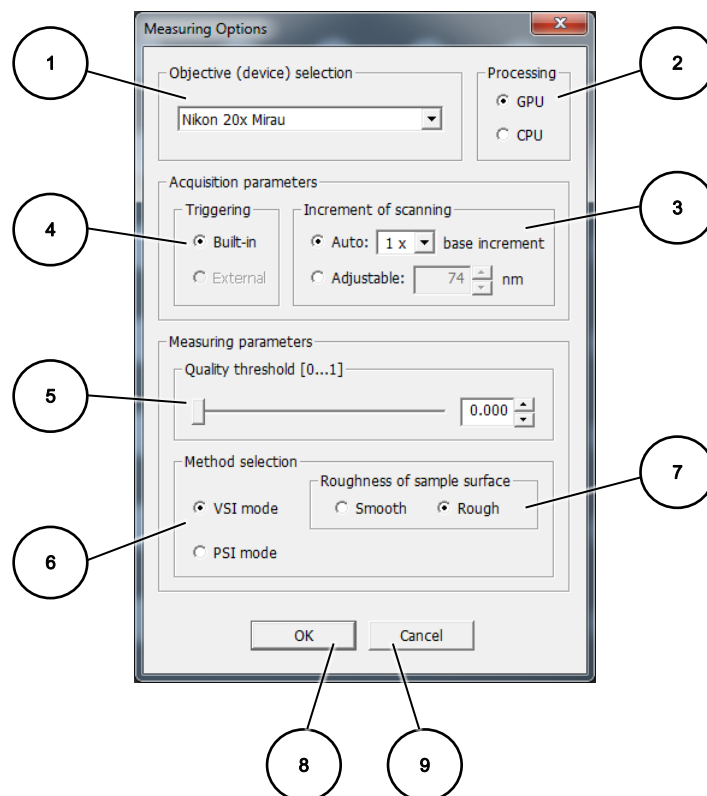 Measuring Options
1
Objective (device) selection
Nikon 20x Mirau
Processing
GPU
CPU
2
Acquisition parameters
Triggering
Built-in
External
4
Increment of scanning
Auto: 1 x base increment
Adjustable: 74 nm
3
Measuring parameters
Quality threshold [0...1]
0.000
5
Method selection
VSI mode
PSI mode
6
Roughness of sample surface
Smooth Rough
7
OK
Cancel
8
9